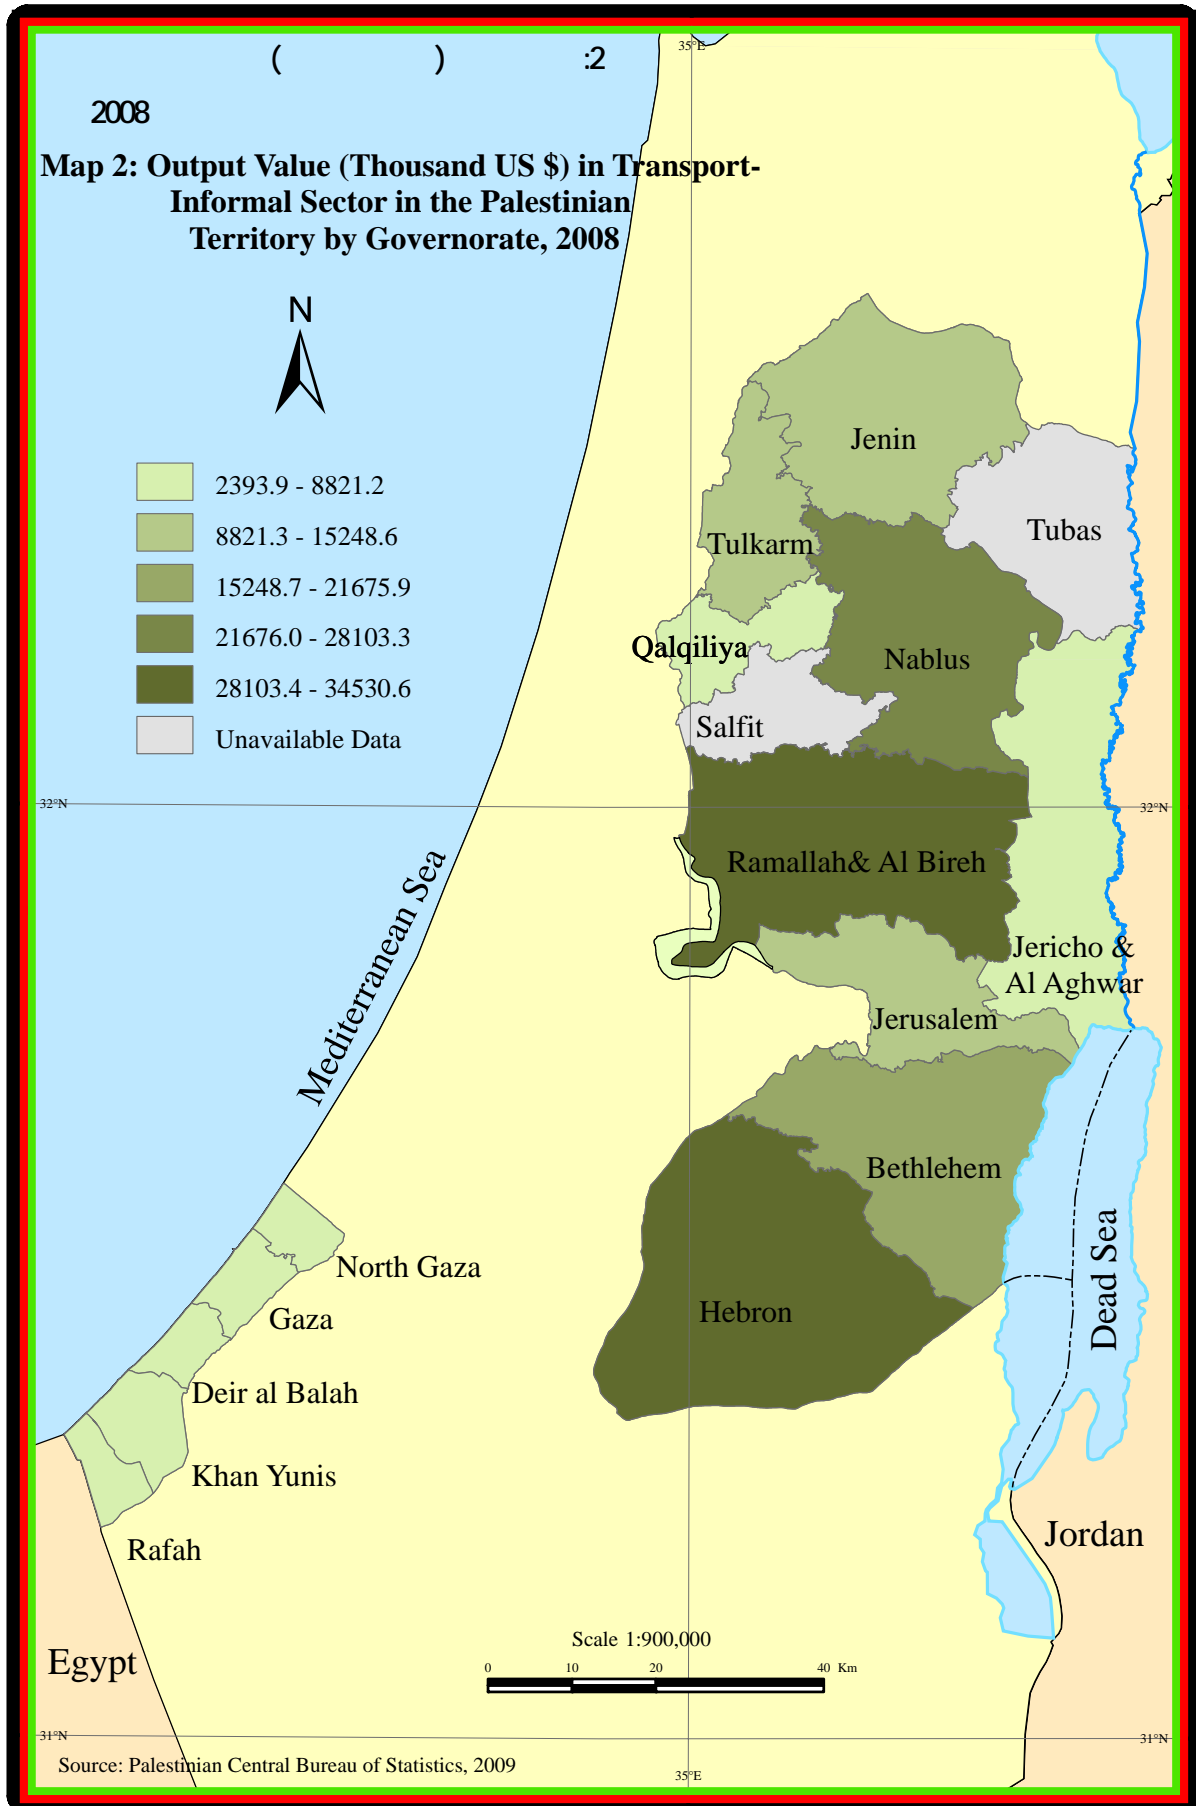 ( ) :2
2008
Map 2: Output Value (Thousand US $) in Transport-
Informal Sector in the Palestinian
Territory by Governorate, 2008
N
2393.9 - 8821.2
8821.3 - 15248.6
15248.7 - 21675.9
21676.0 - 28103.3
28103.4 - 34530.6
Unavailable Data
35°E
Jenin
Tubas
Tulkarm
Qalqiliya
Nablus
Salfit
32°N
32°N
Ramallah& Al Bireh
Jericho &
Al Aghwar
Jerusalem
Mediterranean Sea
Bethlehem
Dead Sea
North Gaza
Hebron
Gaza
Deir al Balah
Khan Yunis
Rafah
Jordan
Egypt
Scale 1:900,000
0 10 20 40 Km
31°N
31°N
Source: Palestinian Central Bureau of Statistics, 2009
35°E